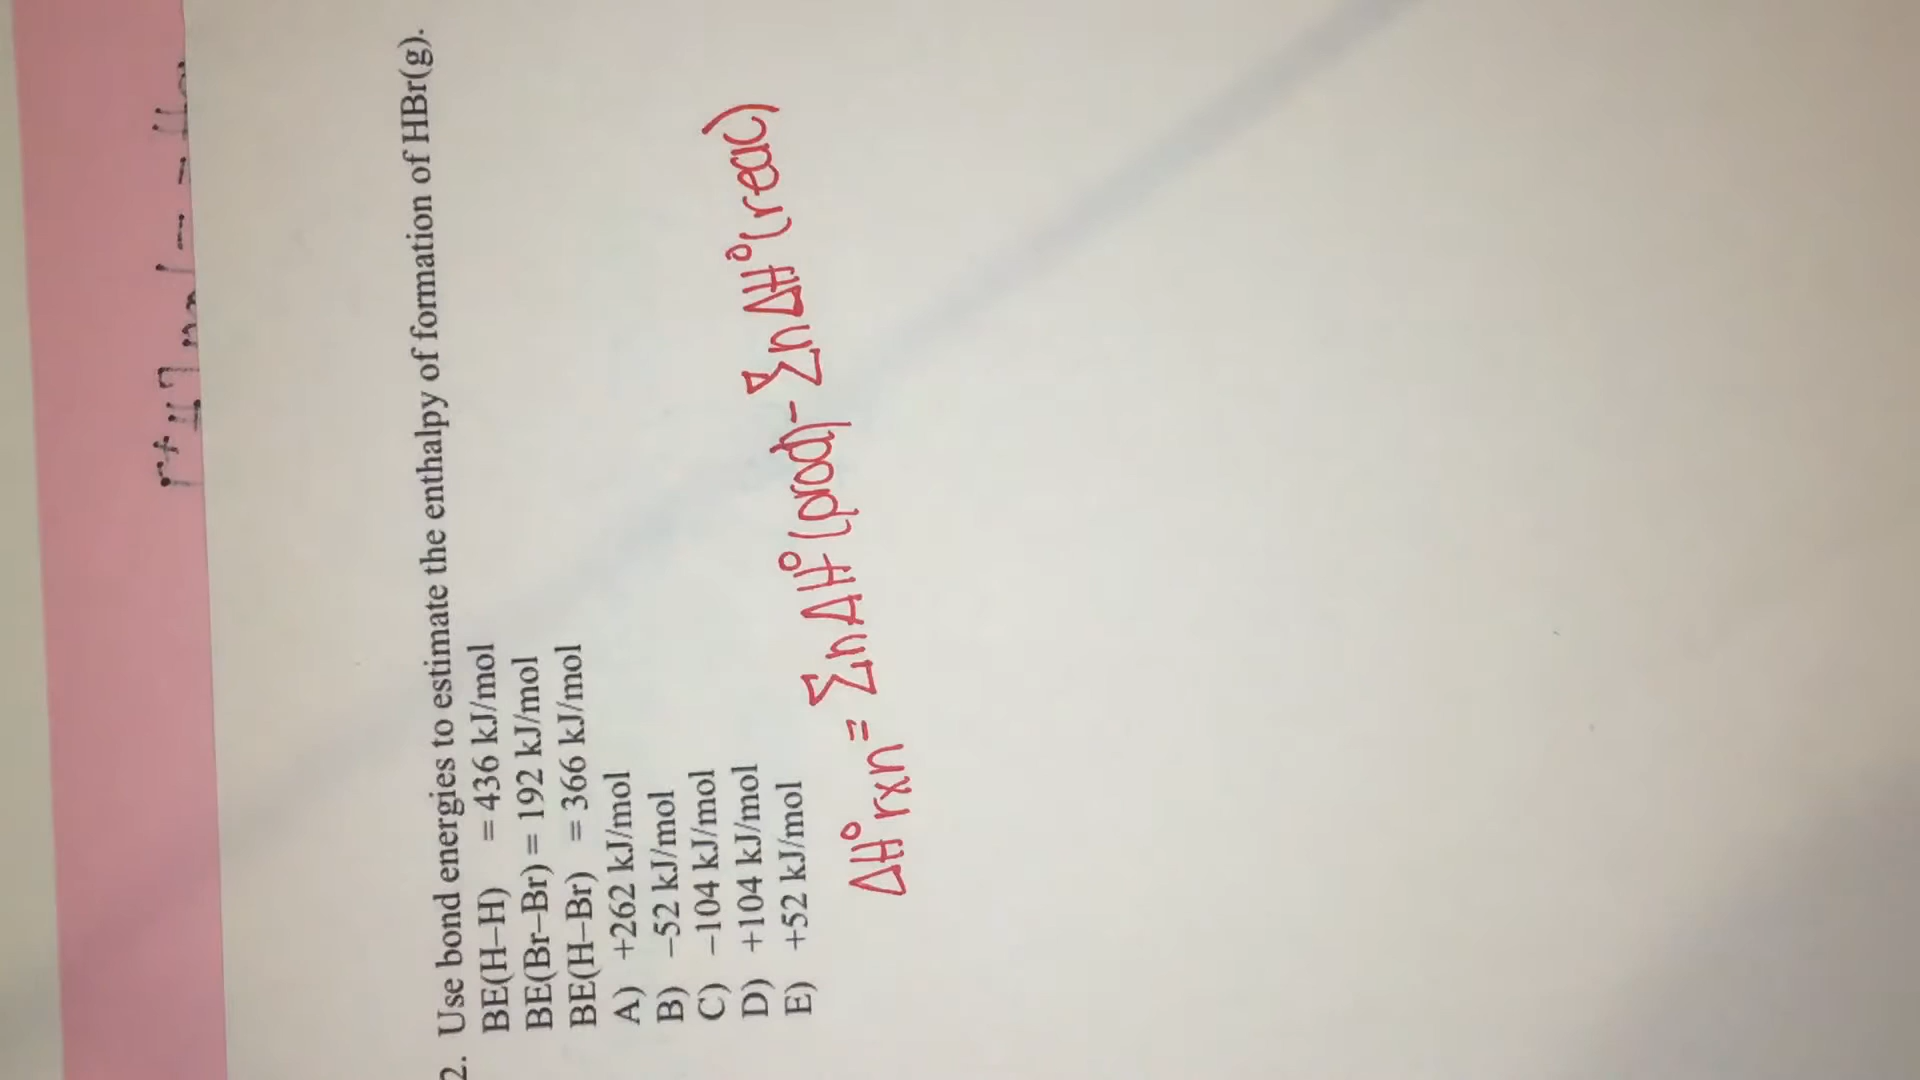 2. Use bond energies to estimate the enthalpy of formation of HBr(g).
BE(H–H) = 436 kJ/mol
BE(Br–Br) = 192 kJ/mol
BE(H–Br) = 366 kJ/mol
A) +262 kJ/mol
B) –52 kJ/mol
C) –104 kJ/mol
D) +104 kJ/mol
E) +52 kJ/mol
ΔH° rxn = ΣnΔH° (prod) - ΣnΔH° (reac)